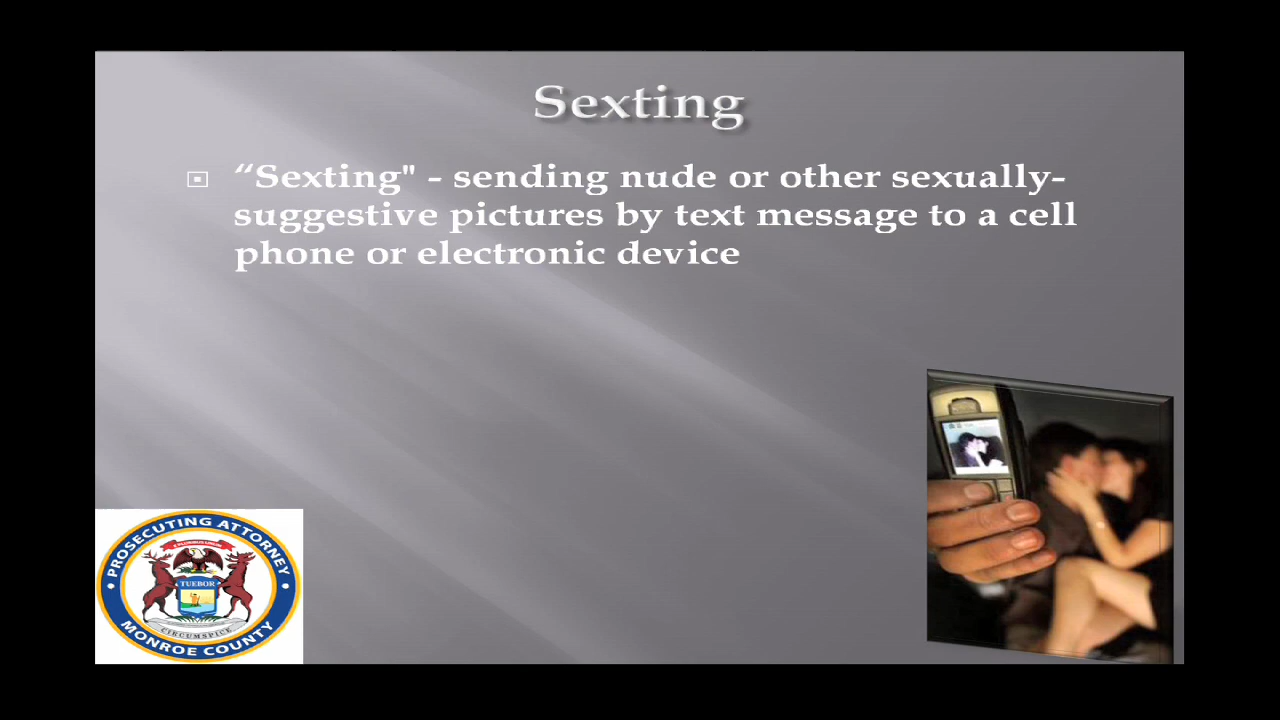 Sexting
“Sexting" - sending nude or other sexually-
suggestive pictures by text message to a cell
phone or electronic device
PROSECUTING ATTORNEY
TUEBOR
CIRCUMSPICE
MONROE COUNTY